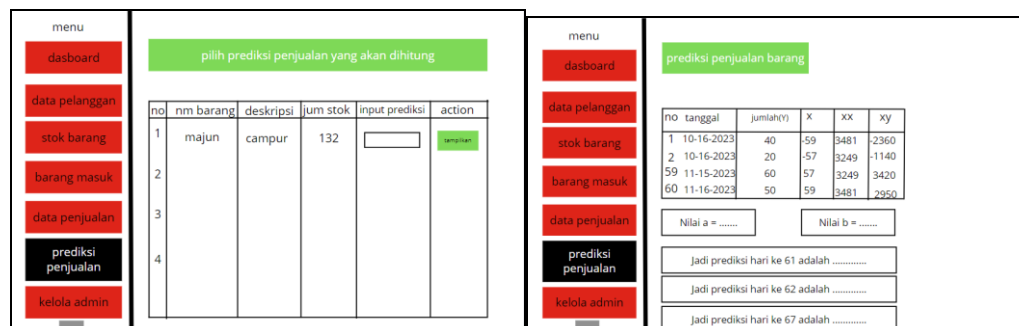 menu
dasboard
data pelanggan
stok barang
barang masuk
data penjualan
prediksi
penjualan
kelola admin
pilih prediksi penjualan yang akan dihitung
no nm barang deskripsi jum stok input prediksi action
1 majun campur 132 tampilkan
2
3
4
menu
dasboard
data pelanggan
stok barang
barang masuk
data penjualan
prediksi
penjualan
kelola admin
prediksi penjualan barang
no tanggal jumlah(Y) X xx xy
1 10-16-2023 40 -59 3481 -2360
2 10-16-2023 20 -57 3249 -1140
59 11-15-2023 60 57 3249 3420
60 11-16-2023 50 59 3481 2950
Nilai a = .......
Nilai b = .......
Jadi prediksi hari ke 61 adalah .............
Jadi prediksi hari ke 62 adalah .............
Jadi prediksi hari ke 67 adalah .............